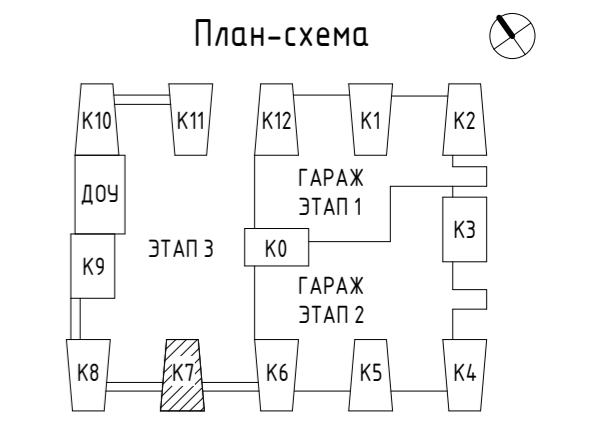 План-схема
К10 К11 К12 К1 К2
ГАРАЖ
ЭТАП 1
ДОУ
К3
ЭТАП 3
К0
К9
ГАРАЖ
ЭТАП 2
К8 К7 К6 К5 К4